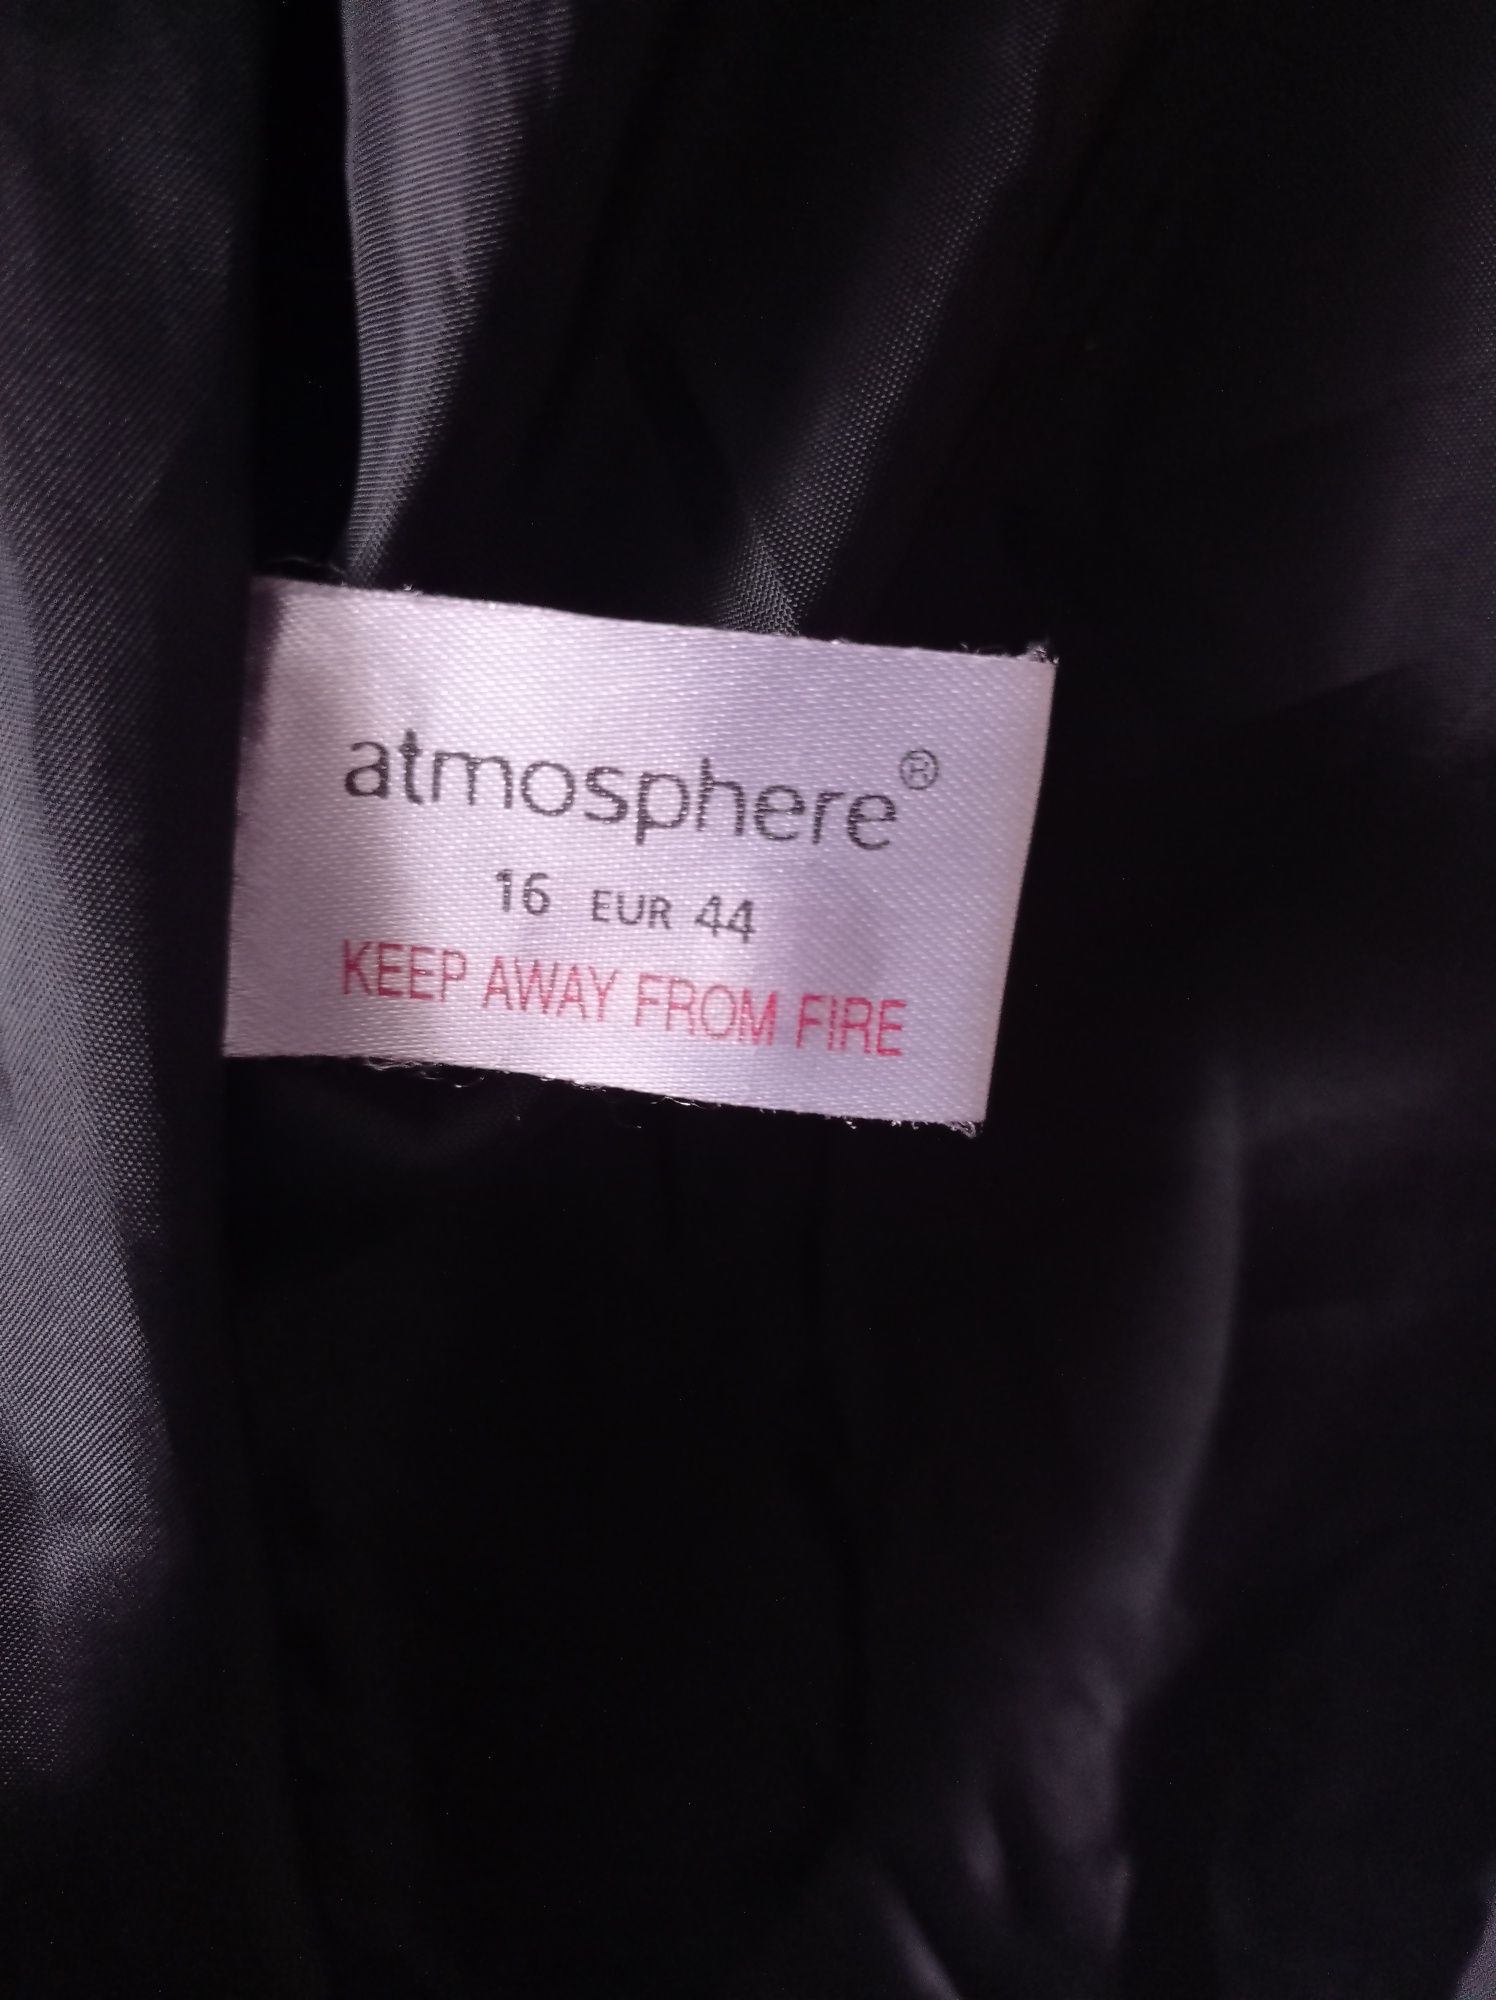 atmosphere®
16 EUR 44
KEEP AWAY FROM FIRE